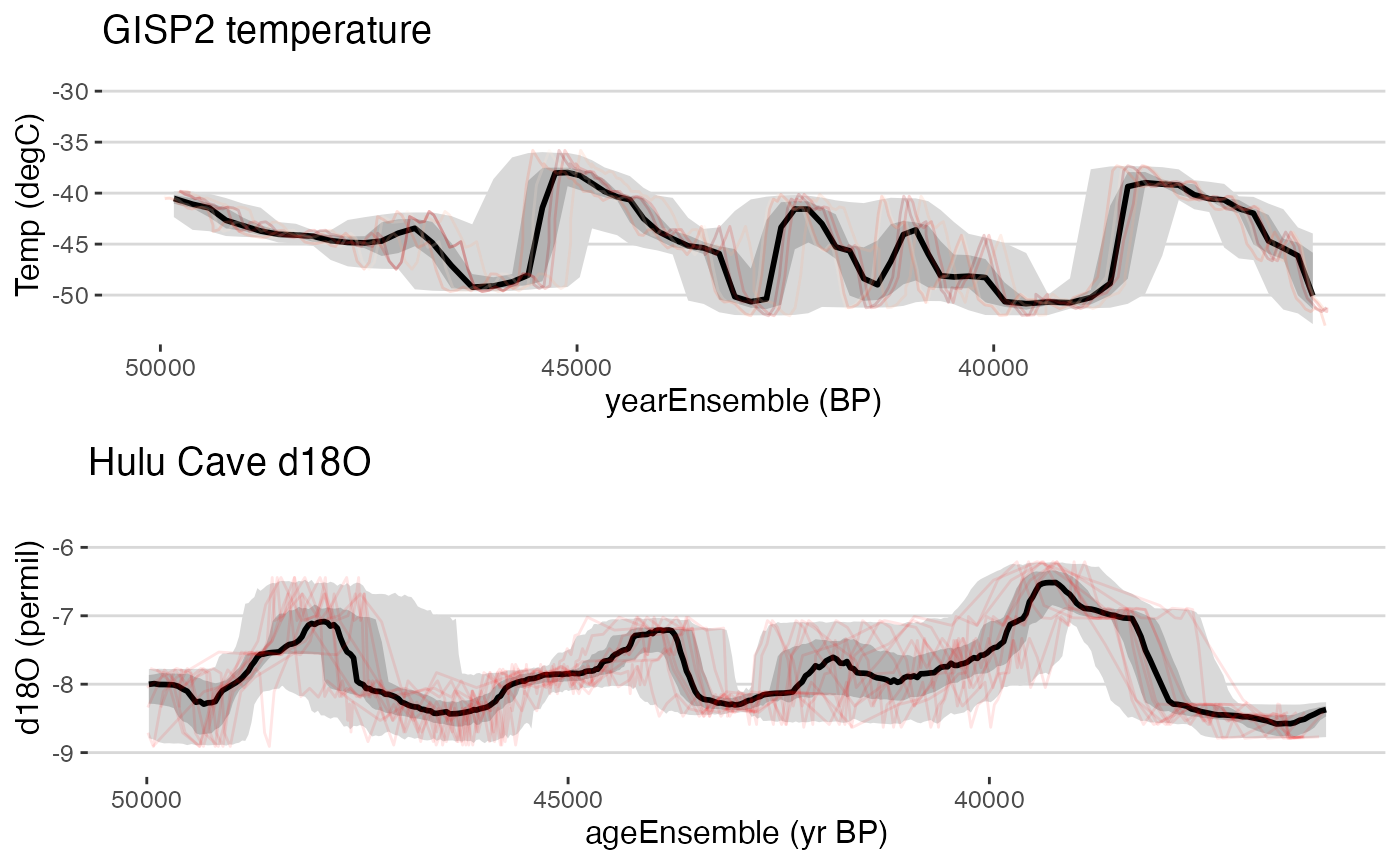 GISP2 temperature
Temp (degC)
-30
-35
-40
-45
-50
50000 45000 40000
yearEnsemble (BP)
Hulu Cave d18O
d18O (permil)
-6
-7
-8
-9
50000 45000 40000
ageEnsemble (yr BP)